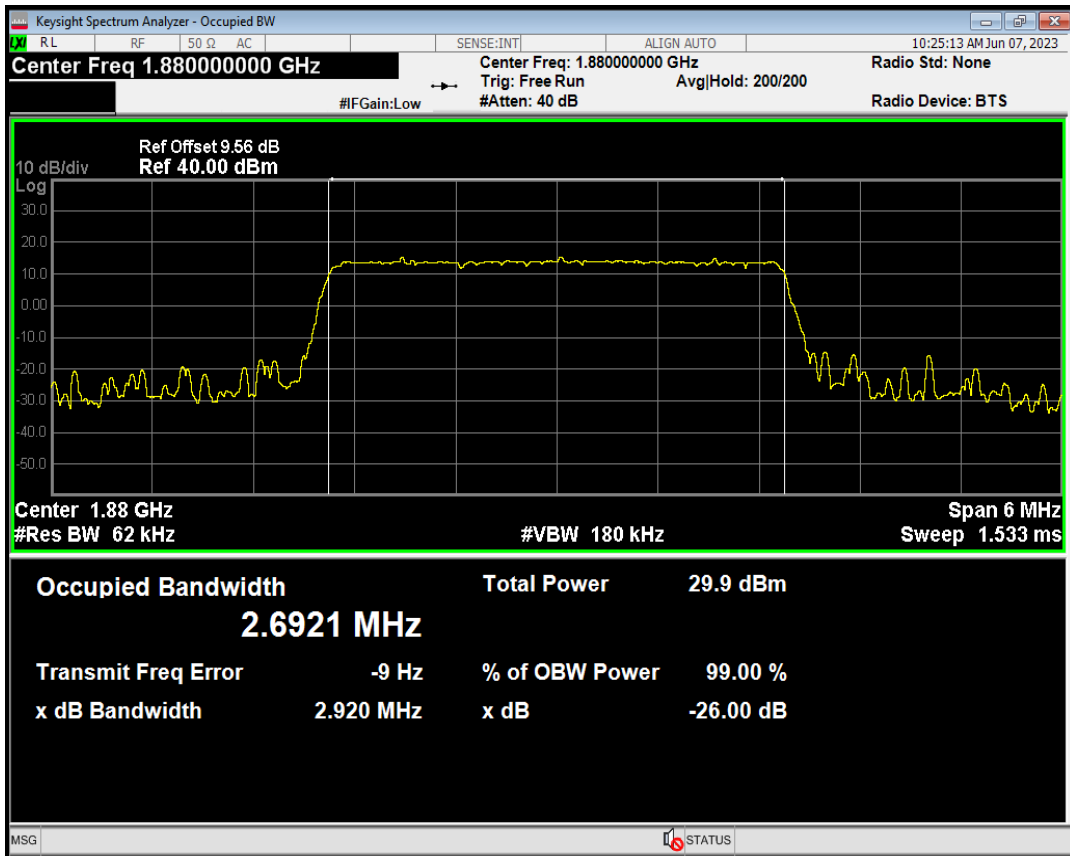 Keysight Spectrum Analyzer - Occupied BW
LXI RL RF 50 Ω AC SENSE:INT ALIGN AUTO 10:25:13 AM Jun 07, 2023
Center Freq 1.880000000 GHz Center Freq: 1.880000000 GHz Radio Std: None
Trig: Free Run Avg|Hold: 200/200
#IFGain:Low #Atten: 40 dB Radio Device: BTS
Ref Offset 9.56 dB
10 dB/div Ref 40.00 dBm
Log
30.0
20.0
10.0
0.00
-10.0
-20.0
-30.0
-40.0
-50.0
Center 1.88 GHz Span 6 MHz
#Res BW 62 kHz #VBW 180 kHz Sweep 1.533 ms
Occupied Bandwidth Total Power 29.9 dBm
2.6921 MHz
Transmit Freq Error -9 Hz % of OBW Power 99.00 %
x dB Bandwidth 2.920 MHz x dB -26.00 dB
MSG STATUS